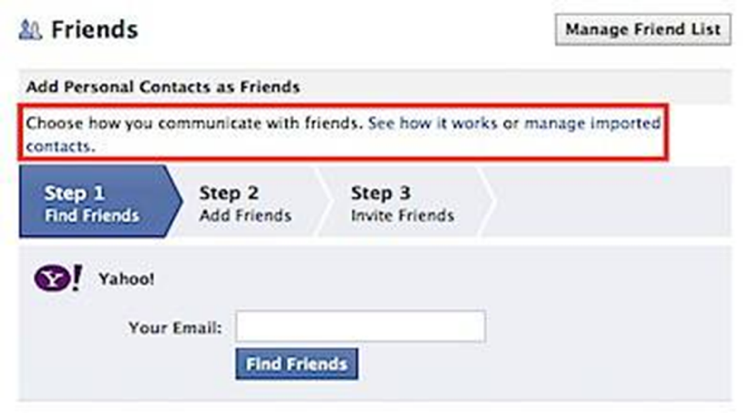 Friends
Manage Friend List
Add Personal Contacts as Friends
Choose how you communicate with friends. See how it works or manage imported
contacts.
Step 1
Find Friends
Step 2
Add Friends
Step 3
Invite Friends
Y! Yahoo!
Your Email:
Find Friends